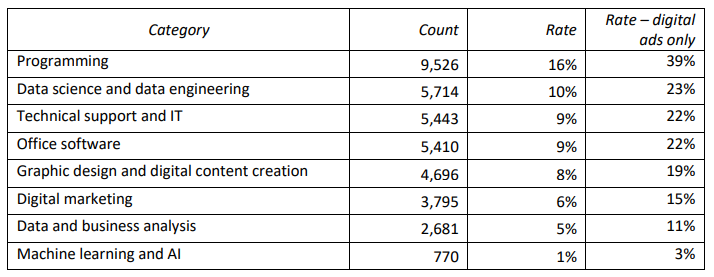 Category Count Rate Rate – digital
ads only
Programming 9,526 16% 39%
Data science and data engineering 5,714 10% 23%
Technical support and IT 5,443 9% 22%
Office software 5,410 9% 22%
Graphic design and digital content creation 4,696 8% 19%
Digital marketing 3,795 6% 15%
Data and business analysis 2,681 5% 11%
Machine learning and AI 770 1% 3%